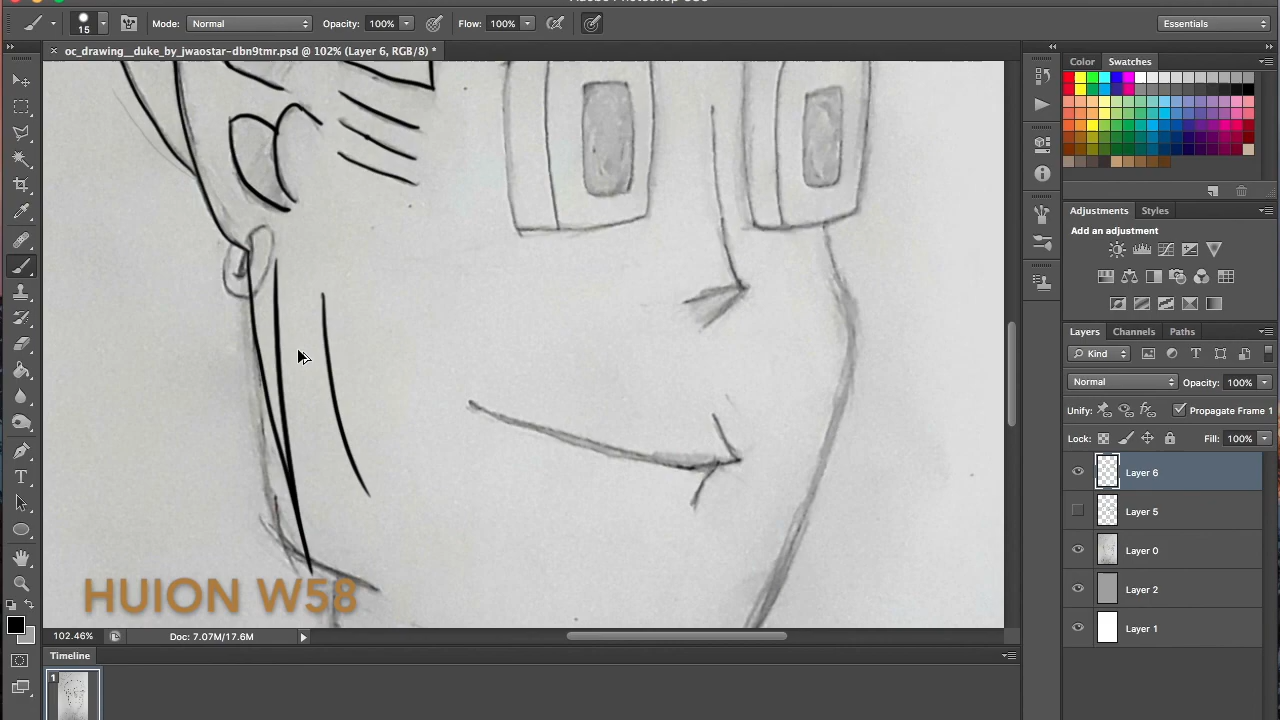 15
Mode:
Normal
Opacity:
100%
Flow:
100%
Essentials
oc_drawing__duke_by_jwaostar-dbn9tmr.psd @ 102% (Layer 6, RGB/8) *
Color
Swatches
Adjustments
Styles
Add an adjustment
Layers
Channels
Paths
Kind
Normal
Opacity:
100%
Unify:
Propagate Frame 1
Lock:
Fill:
100%
Layer 6
Layer 5
Layer 0
Layer 2
Layer 1
HUION W58
102.46%
Doc: 7.07M/17.6M
Timeline
1